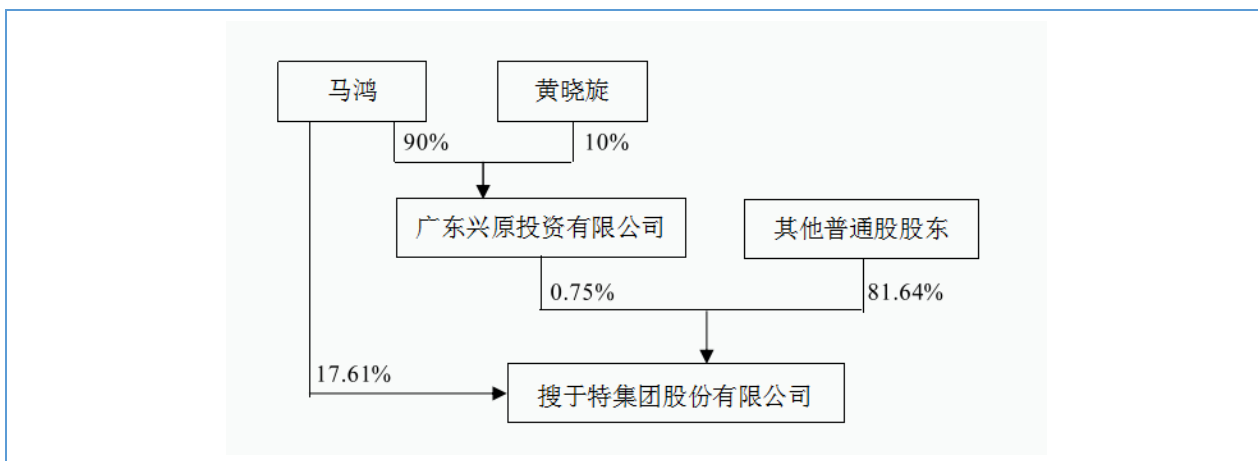 马鸿
黄晓旋
90%
10%
广东兴原投资有限公司
其他普通股股东
0.75%
81.64%
17.61%
搜于特集团股份有限公司